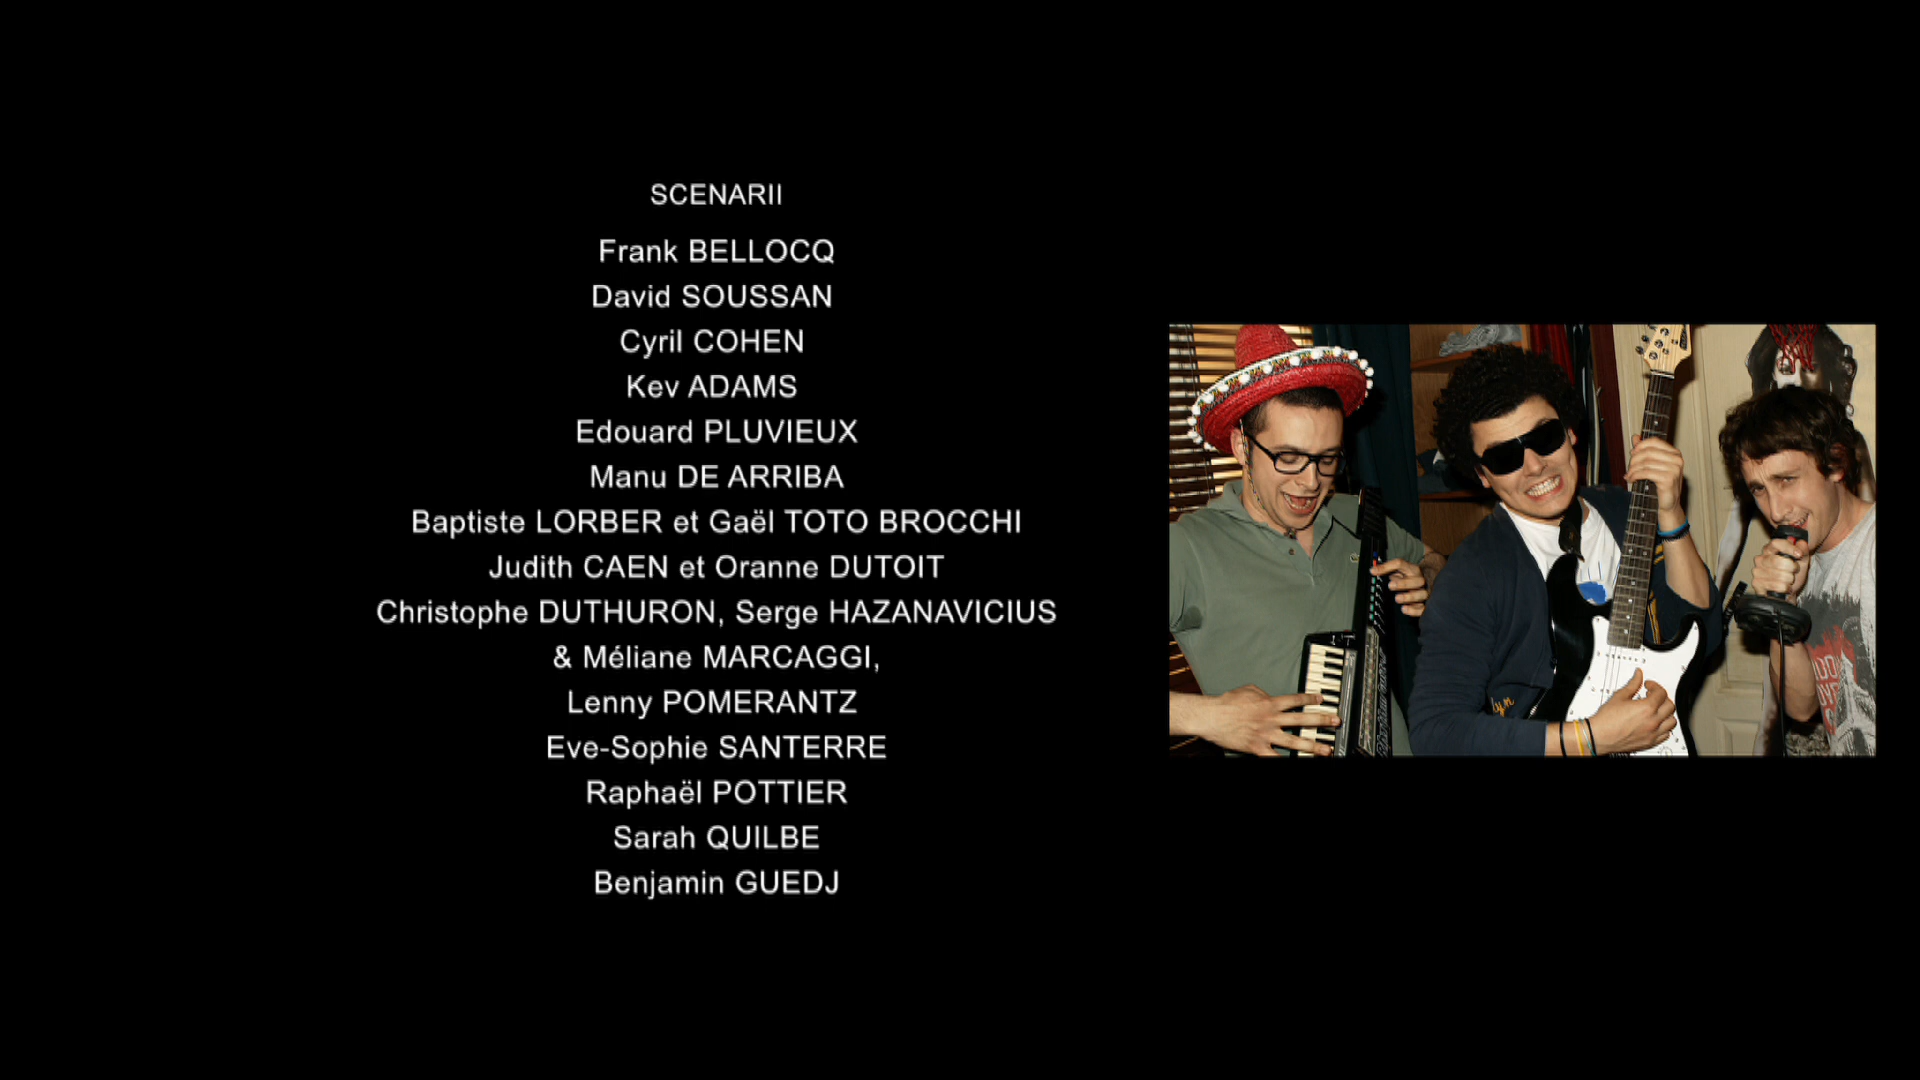 SCENARII
Frank BELLOCQ
David SOUSSAN
Cyril COHEN
Kev ADAMS
Edouard PLUVIEUX
Manu DE ARRIBA
Baptiste LORBER et Gaël TOTO BROCCHI
Judith CAEN et Oranne DUTOIT
Christophe DUTHURON, Serge HAZANAVICIUS
& Méliane MARCAGGI,
Lenny POMERANTZ
Eve-Sophie SANTERRE
Raphaël POTTIER
Sarah QUILBE
Benjamin GUEDJ